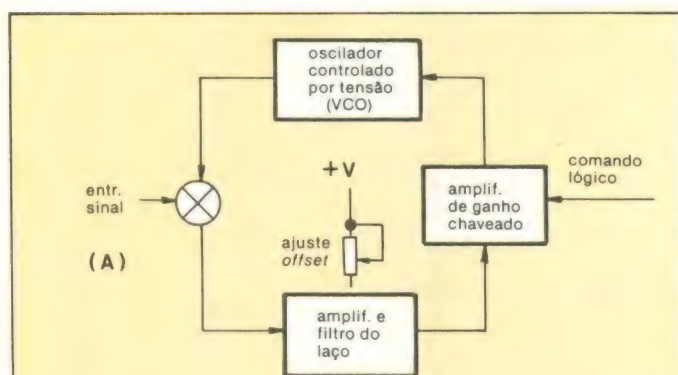 oscilador
controlado
por tensão
(VCO)
+V
comando
lógico
entr.
sinal
amplif.
de ganho
chaveado
(A)
ajuste
offset
amplif. e
filtro do
laço